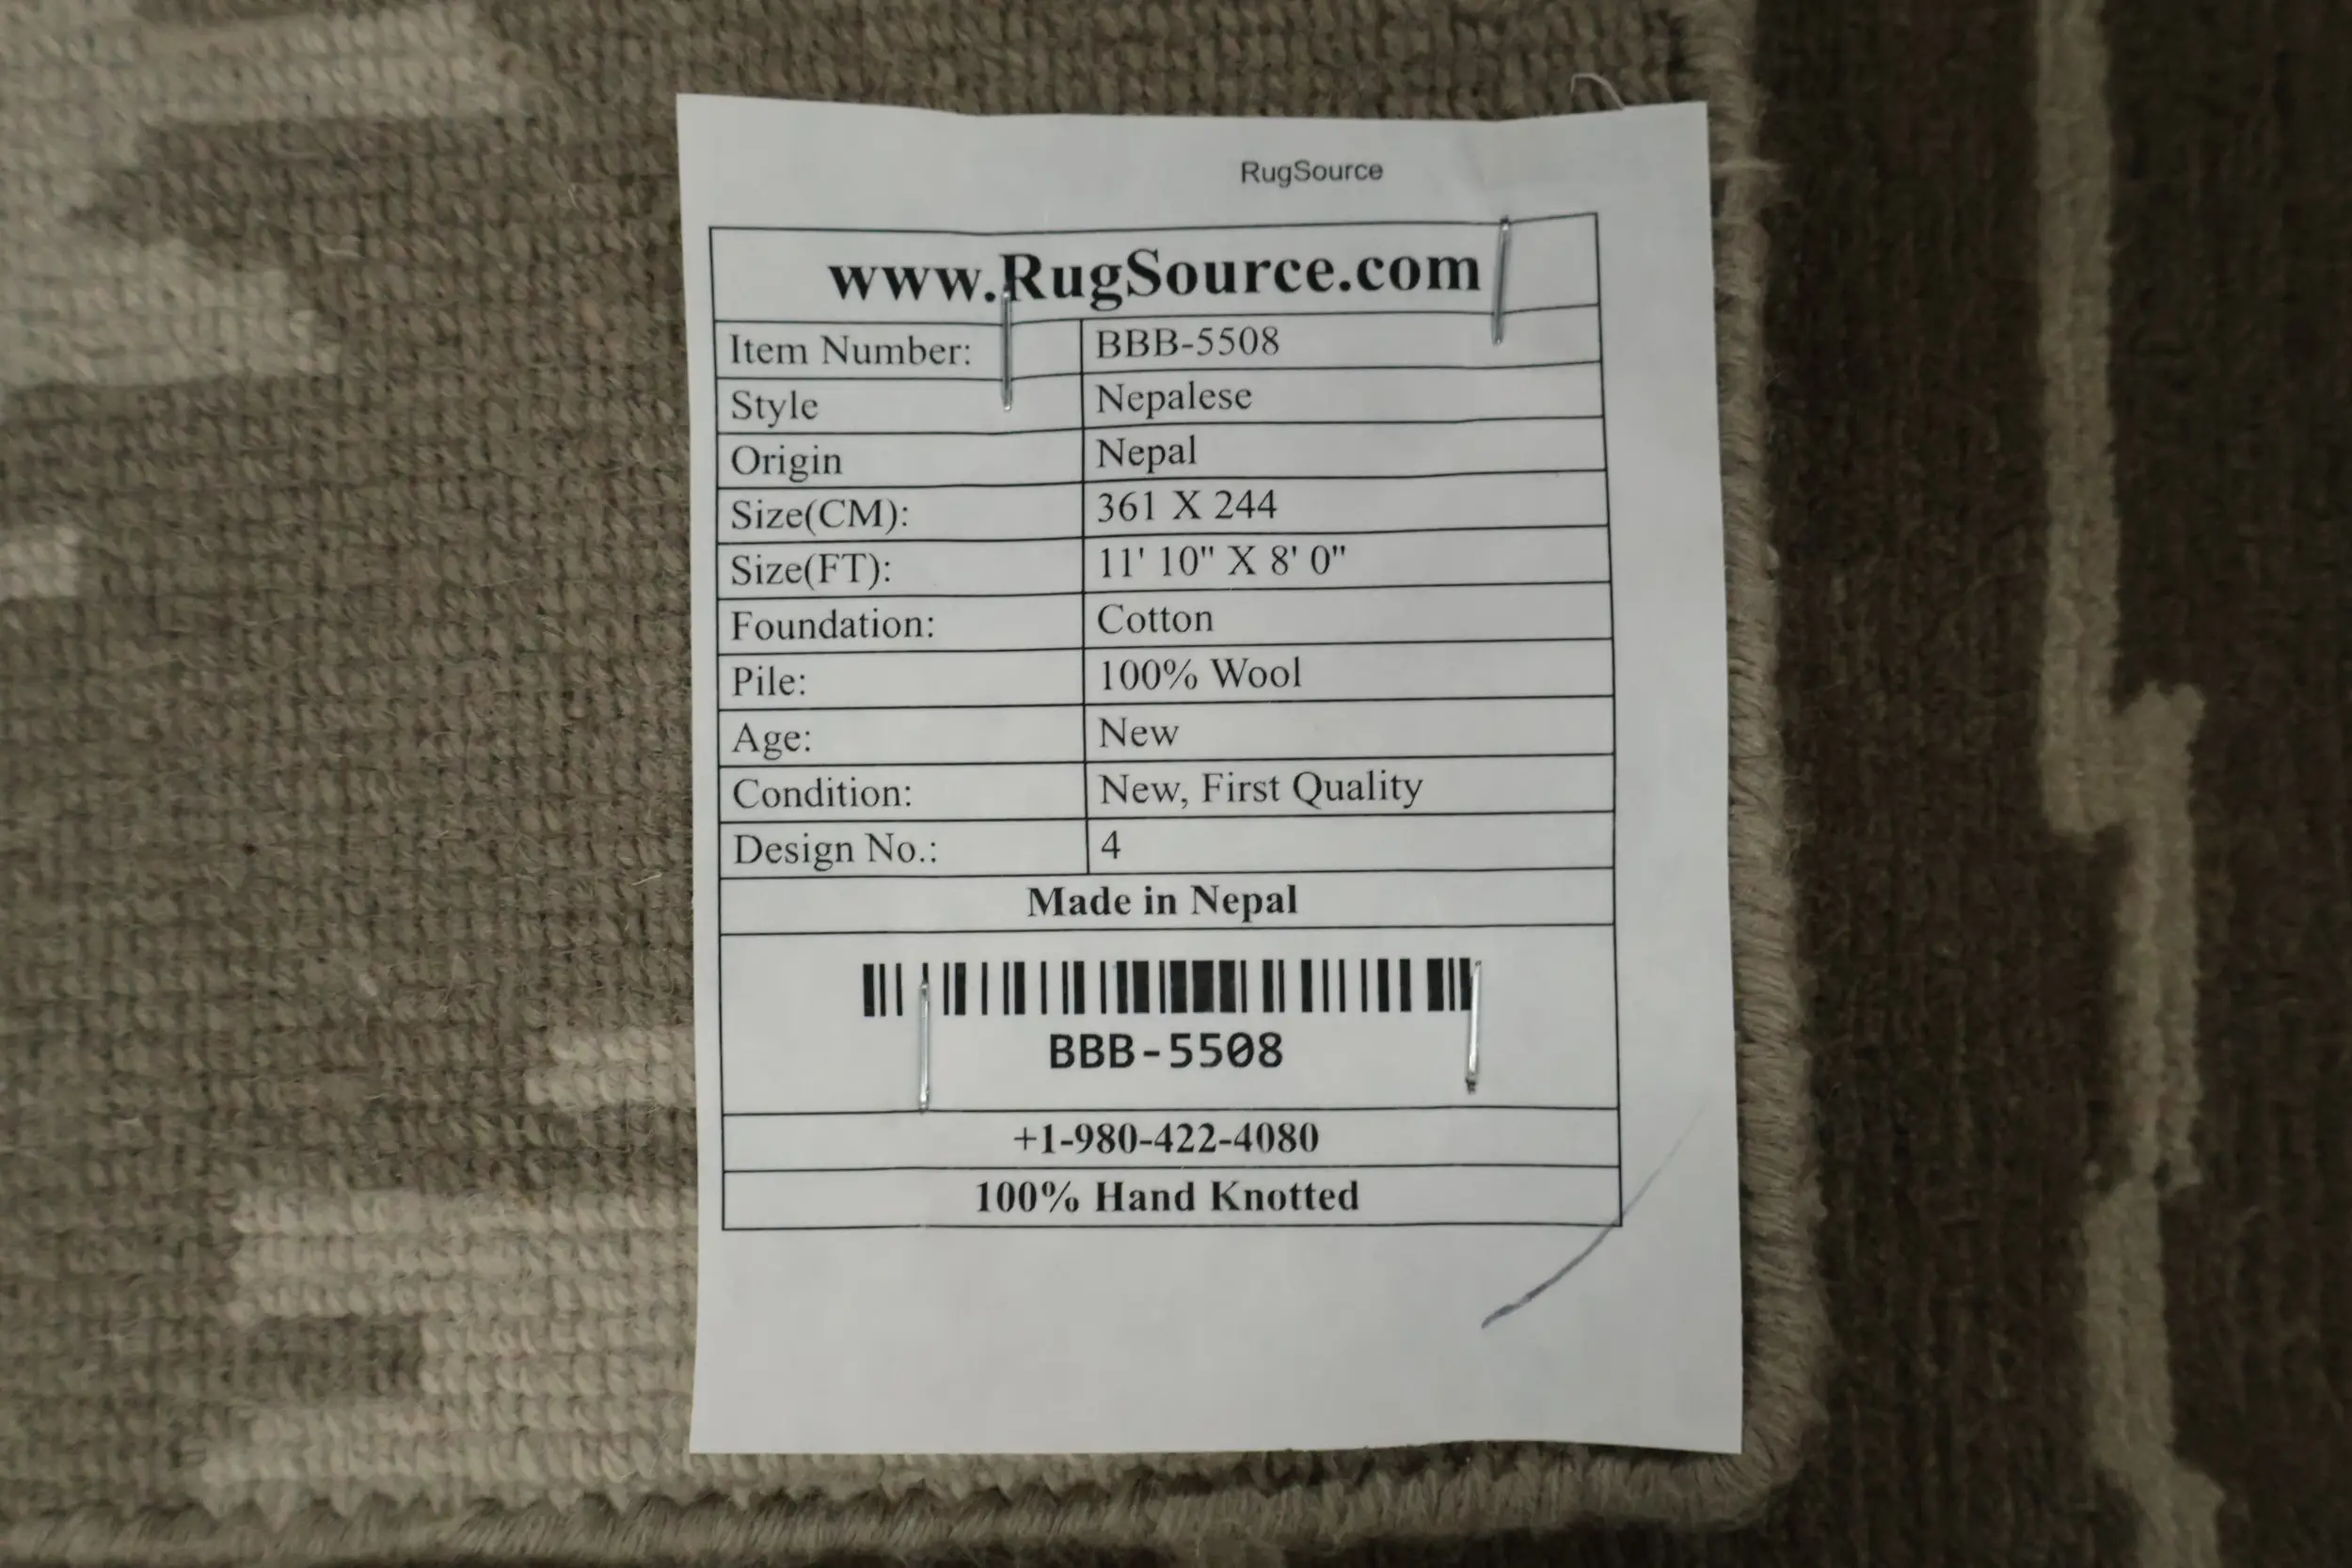 RugSource
www.RugSource.com
Item Number: BBB-5508
Style Nepalese
Origin Nepal
Size(CM): 361 X 244
Size(FT): 11' 10" X 8' 0"
Foundation: Cotton
Pile: 100% Wool
Age: New
Condition: New, First Quality
Design No.: 4
Made in Nepal
BBB-5508
+1-980-422-4080
100% Hand Knotted